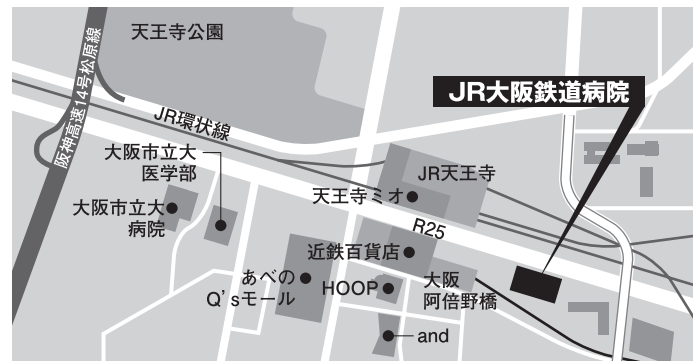 天王寺公園
阪神高速14号松原線
JR環状線
JR大阪鉄道病院
大阪市立大
医学部
JR天王寺
大阪市立大
病院
天王寺ミオ
R25
近鉄百貨店
あべの
Q'sモール
HOOP
大阪
阿倍野橋
and